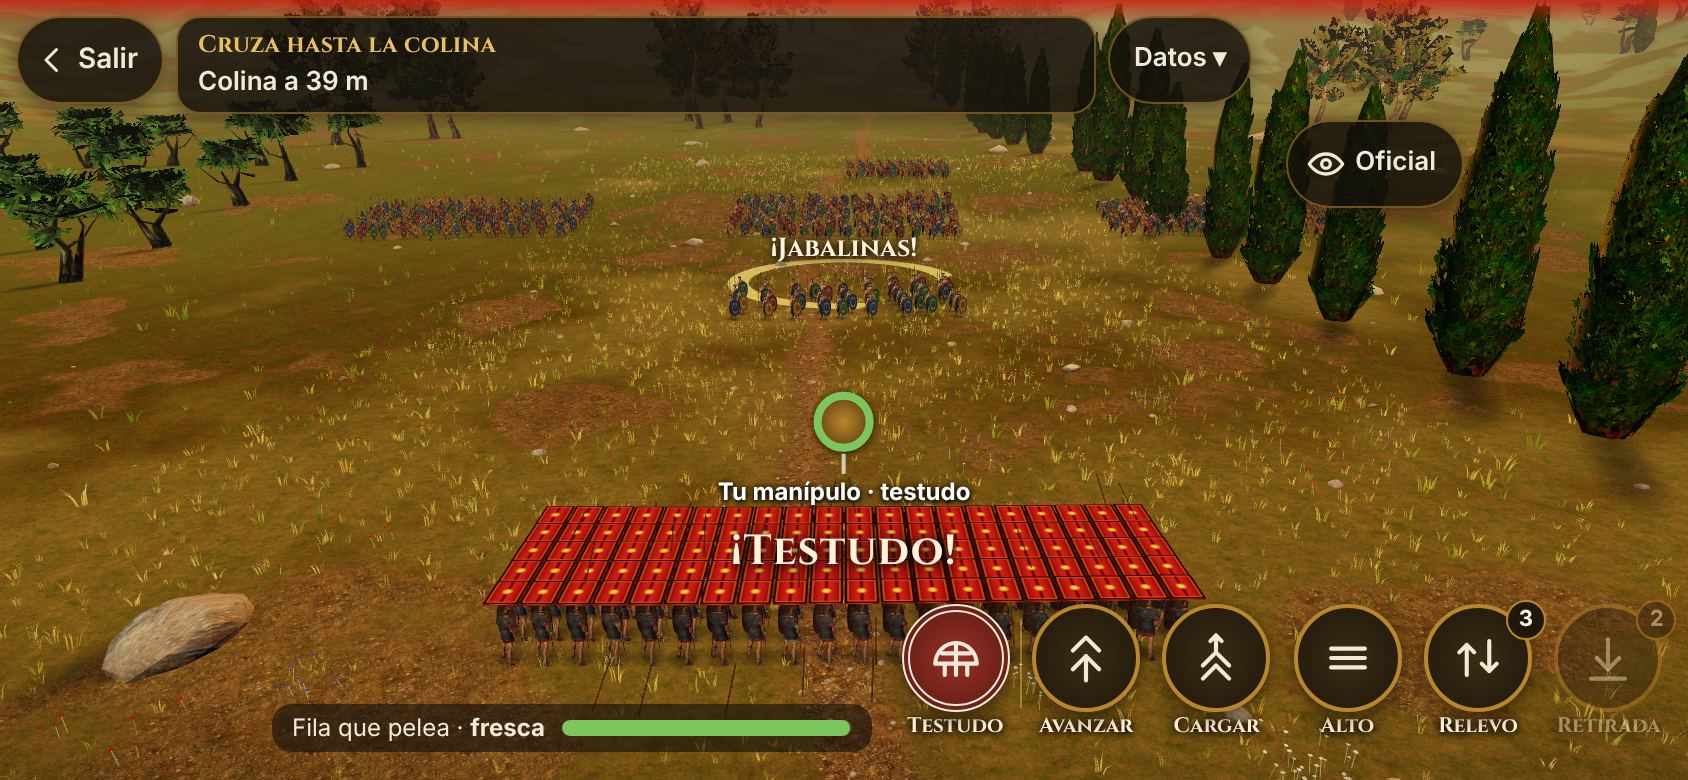 Salir
Cruza hasta la colina
Colina a 39 m
Datos ▾
Oficial
¡Jabalinas!
Tu manípulo · testudo
¡Testudo!
3
2
Fila que pelea · fresca
Testudo
Avanzar
Cargar
Alto
Relevo
Retirada